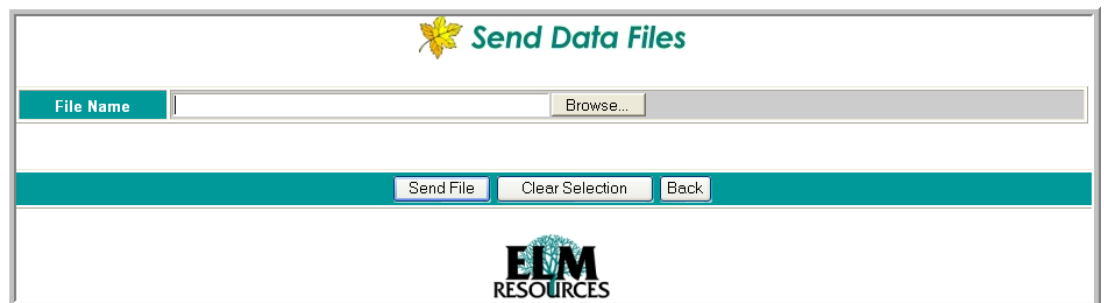 Send Data Files
File Name Browse...
Send File Clear Selection Back
ELM
RESOURCES